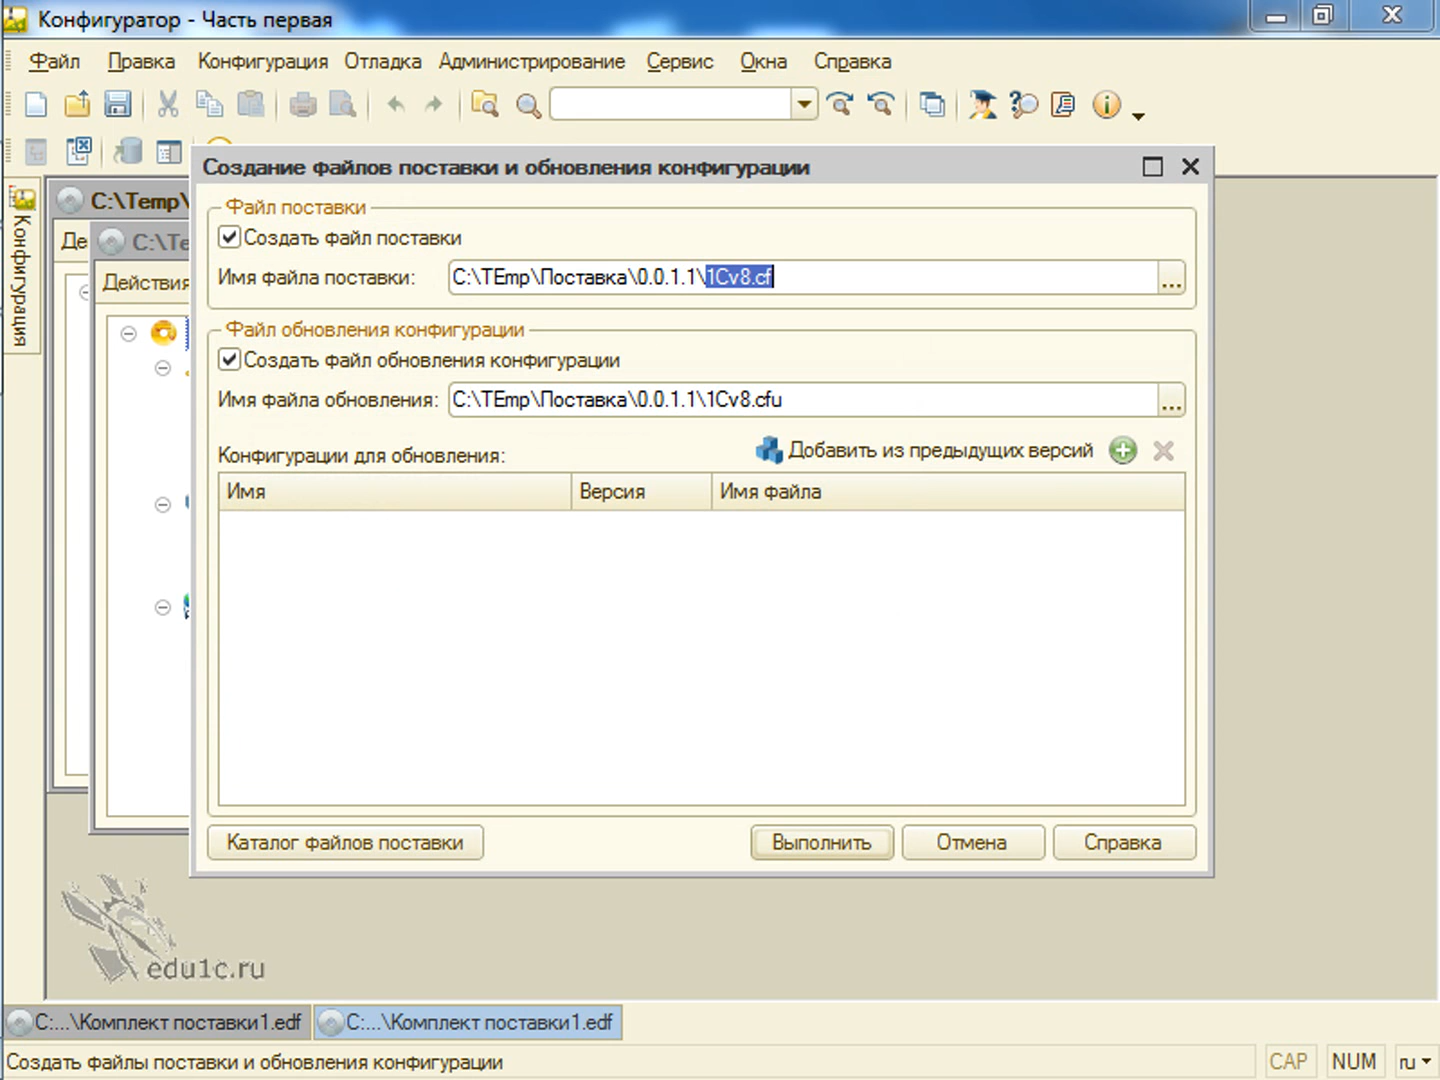 Конфигуратор - Часть первая
Файл Правка Конфигурация Отладка Администрирование Сервис Окна Справка
Создание файлов поставки и обновления конфигурации
C:\Temp\
Конфигурация
Файл поставки
Создать файл поставки
Де
C:\Te
Имя файла поставки: C:\TEmp\Поставка\0.0.1.1\1Cv8.cf ...
Действия
Файл обновления конфигурации
Создать файл обновления конфигурации
Имя файла обновления: C:\TEmp\Поставка\0.0.1.1\1Cv8.cfu ...
Конфигурации для обновления: Добавить из предыдущих версий
Имя Версия Имя файла
Каталог файлов поставки Выполнить Отмена Справка
edu1c.ru
C:...\Комплект поставки1.edf C:...\Комплект поставки1.edf
Создать файлы поставки и обновления конфигурации CAP NUM ru